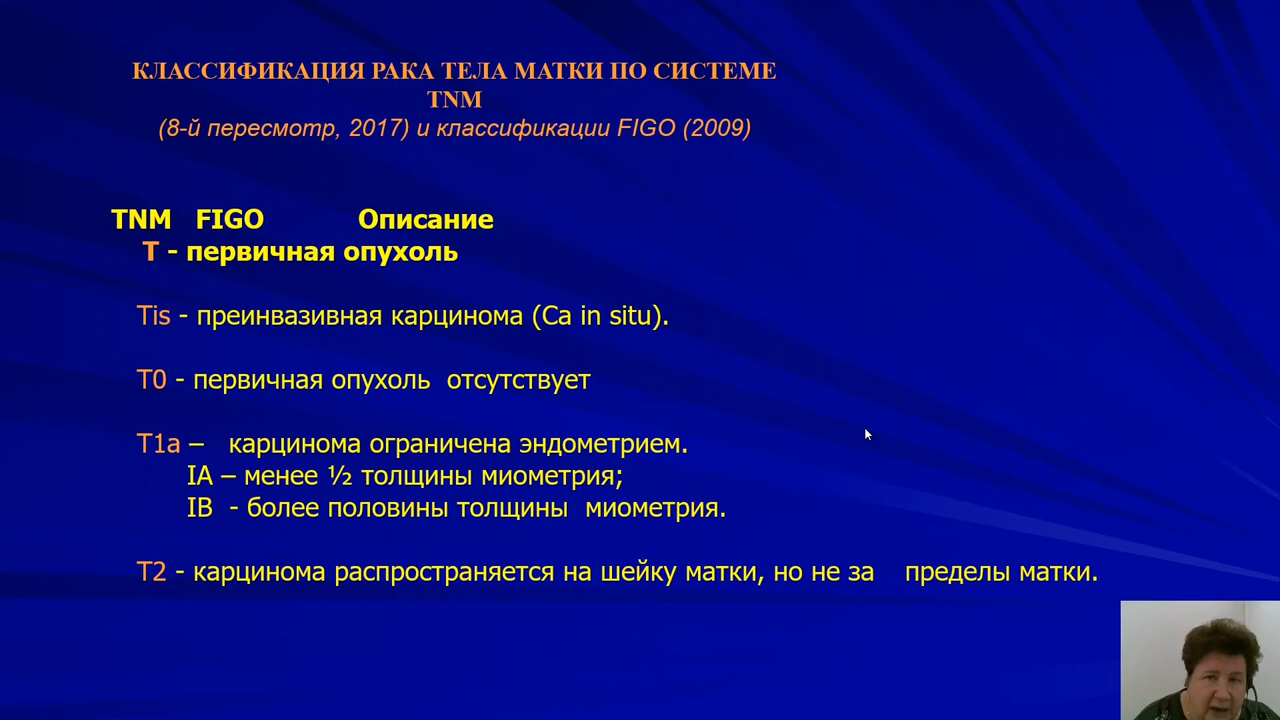 КЛАССИФИКАЦИЯ РАКА ТЕЛА МАТКИ ПО СИСТЕМЕ
TNM
(8-й пересмотр, 2017) и классификации FIGO (2009)
TNM FIGO Описание
T - первичная опухоль
Tis - преинвазивная карцинома (Ca in situ).
T0 - первичная опухоль отсутствует
T1a – карцинома ограничена эндометрием.
IA – менее ½ толщины миометрия;
IB - более половины толщины миометрия.
T2 - карцинома распространяется на шейку матки, но не за пределы матки.